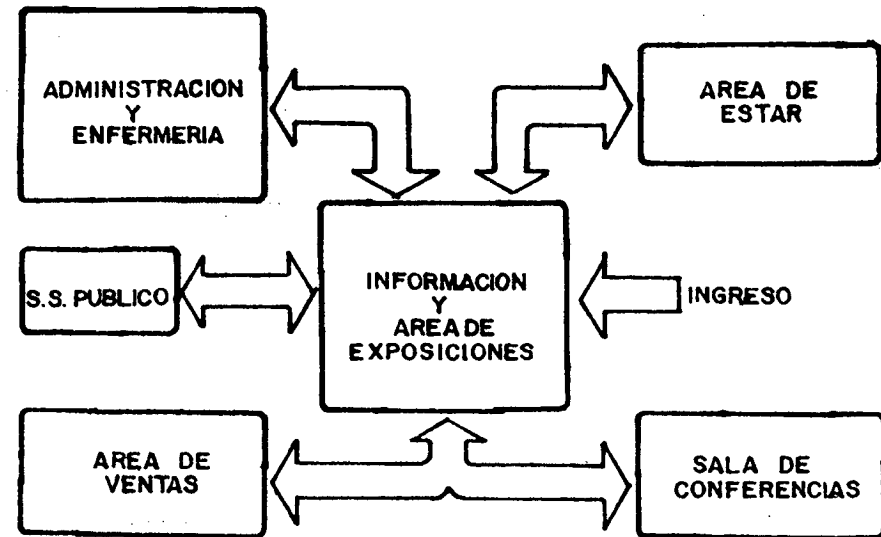 ADMINISTRACION
Y
ENFERMERIA
AREA DE
ESTAR
S.S. PUBLICO
INFORMACION
Y
AREA DE
EXPOSICIONES
INGRESO
AREA DE
VENTAS
SALA DE
CONFERENCIAS